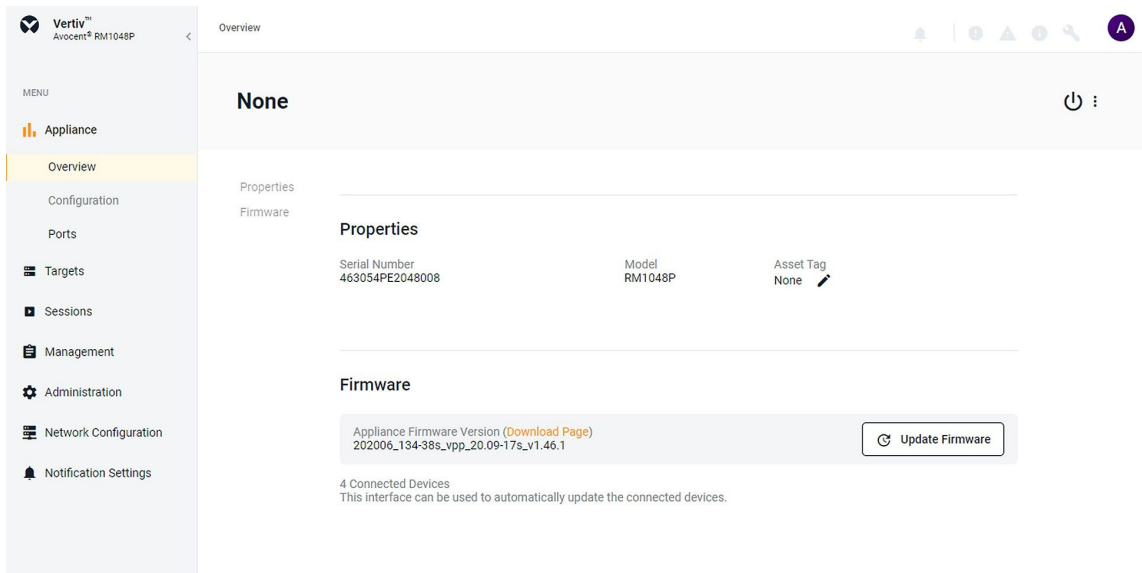 Vertiv™
Avocent® RM1048P
Overview
A
MENU
Appliance
Overview
Configuration
Ports
Targets
Sessions
Management
Administration
Network Configuration
Notification Settings
None
Properties
Firmware
Properties
Serial Number Model Asset Tag
463054PE2048008 RM1048P None
Firmware
Appliance Firmware Version (Download Page)
202006_134-38s_vpp_20.09-17s_v1.46.1
Update Firmware
4 Connected Devices
This interface can be used to automatically update the connected devices.